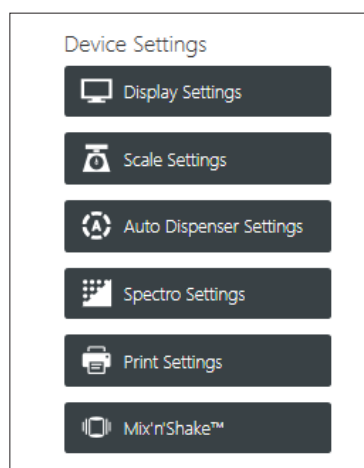 Device Settings
Display Settings
Scale Settings
Auto Dispenser Settings
Spectro Settings
Print Settings
Mix'n'Shake™